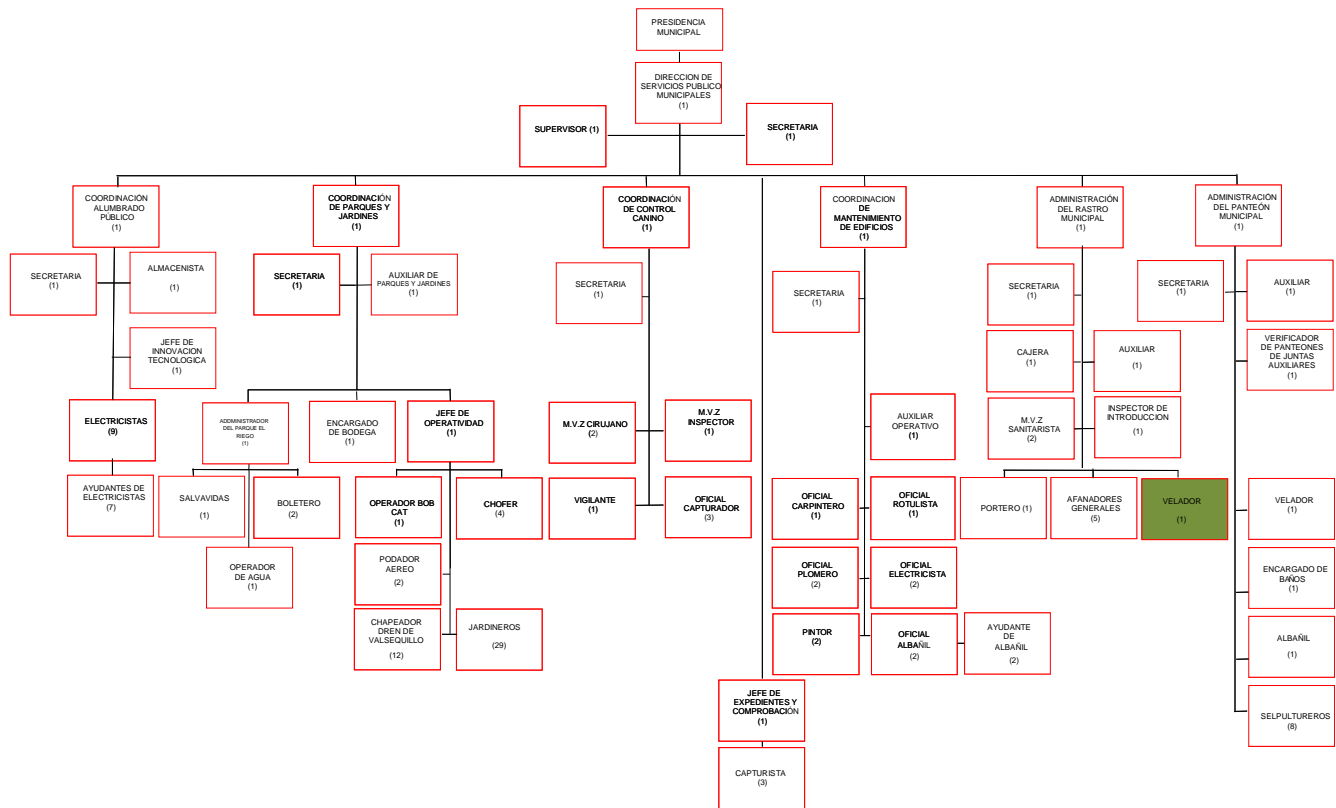 PRESIDENCIA
MUNICIPAL
DIRECCION DE
SERVICIOS PUBLICO
MUNICIPALES
(1)
SUPERVISOR (1)
SECRETARIA
(1)
COORDINACIÓN
ALUMBRADO
PÚBLICO
(1)
COORDINACIÓN
DE PARQUES Y
JARDINES
(1)
COORDINACIÓN
DE CONTROL
CANINO
(1)
COORDINACION
DE
MANTENIMIENTO
DE EDIFICIOS
(1)
ADMINISTRACIÓN
DEL RASTRO
MUNICIPAL
(1)
ADMINISTRACIÓN
DEL PANTEÓN
MUNICIPAL
(1)
SECRETARIA
(1)
ALMACENISTA
(1)
JEFE DE
INNOVACION
TECNOLOGICA
(1)
ELECTRICISTAS
(9)
AYUDANTES DE
ELECTRICISTAS
(7)
SECRETARIA
(1)
AUXILIAR DE
PARQUES Y JARDINES
(1)
ADDMINISTRADOR
DEL PARQUE EL
RIEGO
(1)
ENCARGADO
DE BODEGA
(1)
JEFE DE
OPERATIVIDAD
(1)
SALVAVIDAS
(1)
BOLETERO
(2)
OPERADOR
DE AGUA
(1)
OPERADOR BOB
CAT
(1)
CHOFER
(4)
PODADOR
AEREO
(2)
CHAPEADOR
DREN DE
VALSEQUILLO
(12)
JARDINEROS
(29)
SECRETARIA
(1)
M.V.Z CIRUJANO
(2)
M.V.Z
INSPECTOR
(1)
VIGILANTE
(1)
OFICIAL
CAPTURADOR
(3)
JEFE DE
EXPEDIENTES Y
COMPROBACIÓN
(1)
CAPTURISTA
(3)
SECRETARIA
(1)
AUXILIAR
OPERATIVO
(1)
OFICIAL
CARPINTERO
(1)
OFICIAL
ROTULISTA
(1)
OFICIAL
PLOMERO
(2)
OFICIAL
ELECTRICISTA
(2)
PINTOR
(2)
OFICIAL
ALBAÑIL
(2)
AYUDANTE
DE
ALBAÑIL
(2)
SECRETARIA
(1)
CAJERA
(1)
AUXILIAR
(1)
M.V.Z
SANITARISTA
(2)
INSPECTOR DE
INTRODUCCION
(1)
PORTERO (1)
AFANADORES
GENERALES
(5)
VELADOR
(1)
SECRETARIA
(1)
AUXILIAR
(1)
VERIFICADOR
DE PANTEONES
DE JUNTAS
AUXILIARES
(1)
VELADOR
(1)
ENCARGADO DE
BAÑOS
(1)
ALBAÑIL
(1)
SELPULTUREROS
(8)